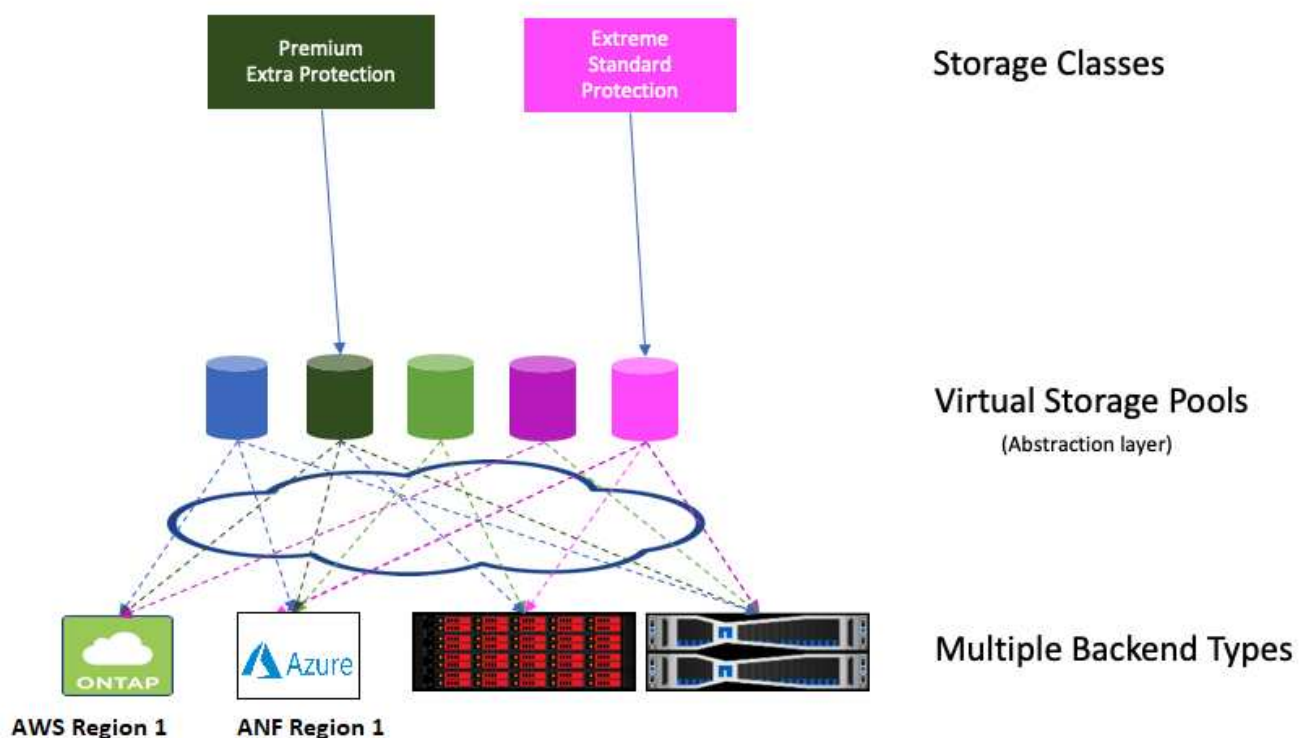 Premium
Extra Protection
Extreme
Standard
Protection
Storage Classes
Virtual Storage Pools
(Abstraction layer)
ONTAP
Azure
Multiple Backend Types
AWS Region 1
ANF Region 1